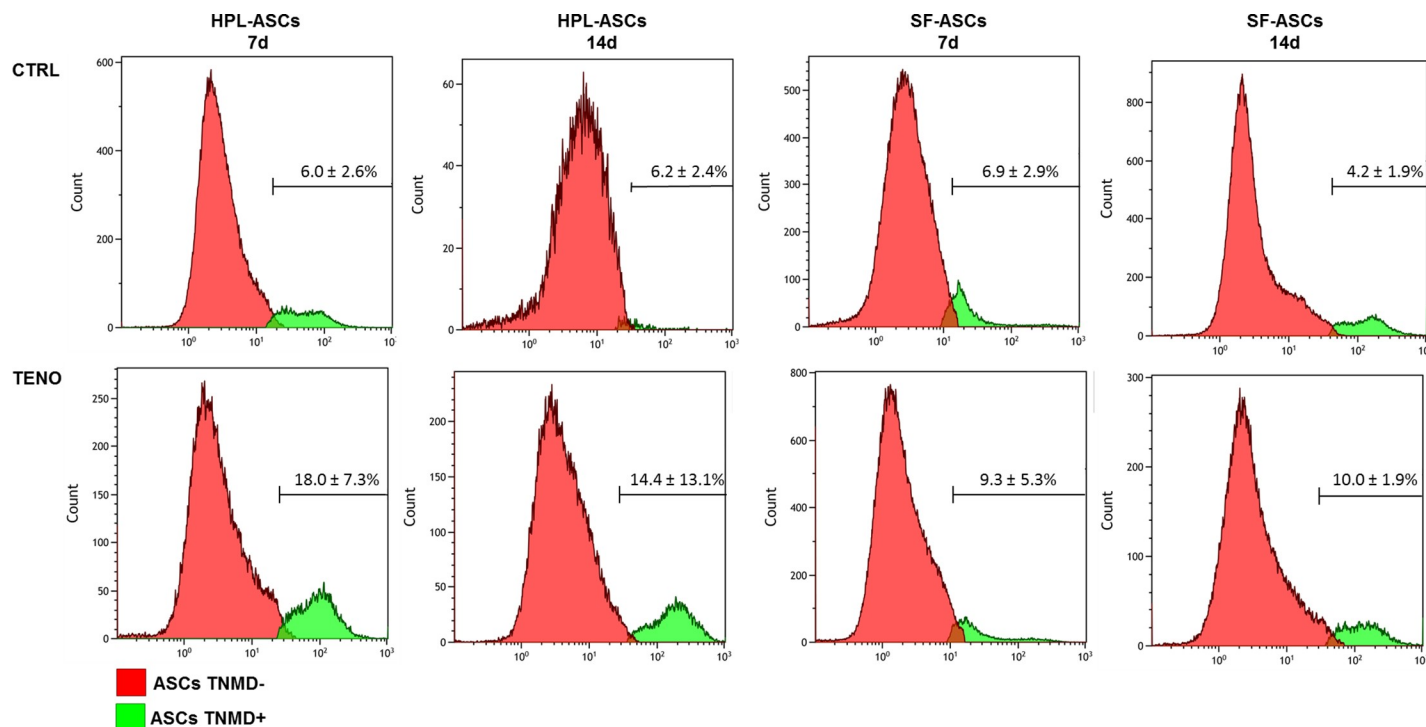 HPL-ASCs HPL-ASCs SF-ASCs SF-ASCs
7d 14d 7d 14d
CTRL
600
400
200
0
Count
6.0 ± 2.6%
10⁰ 10¹ 10² 10³
60
40
20
0
Count
6.2 ± 2.4%
10⁰ 10¹ 10² 10³
500
400
300
200
100
0
Count
6.9 ± 2.9%
10⁰ 10¹ 10² 10³
800
600
400
200
0
Count
4.2 ± 1.9%
10⁰ 10¹ 10² 10³
TENO
250
200
150
100
50
0
Count
18.0 ± 7.3%
10⁰ 10¹ 10² 10³
200
150
100
50
0
Count
14.4 ± 13.1%
10⁰ 10¹ 10² 10³
800
600
400
200
0
Count
9.3 ± 5.3%
10⁰ 10¹ 10² 10³
300
200
100
0
Count
10.0 ± 1.9%
10⁰ 10¹ 10² 10³
ASCs TNMD-
ASCs TNMD+